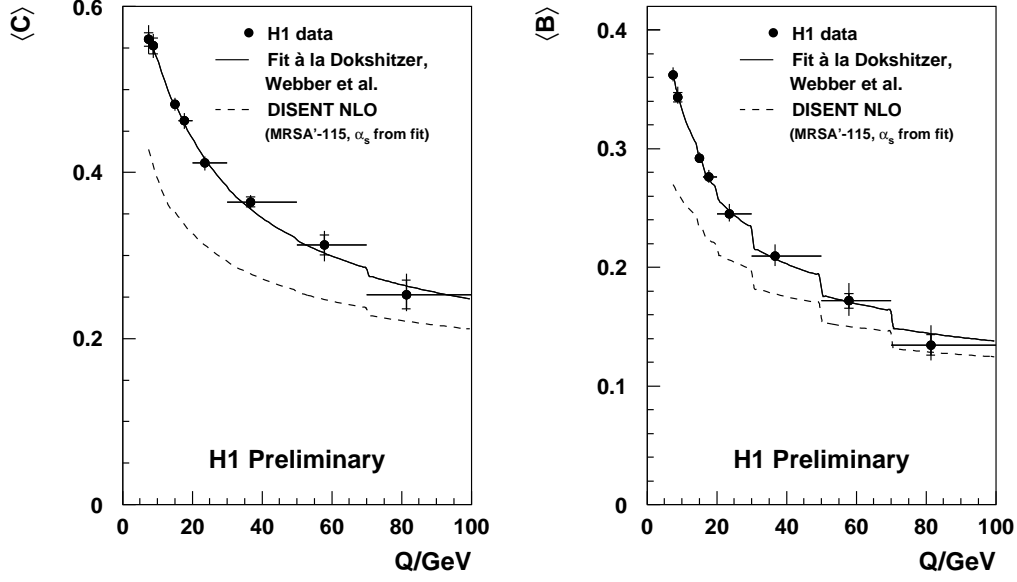 ⟨C⟩
0.6
0.4
0.2
0
H1 data
Fit à la Dokshitzer,
Webber et al.
DISENT NLO
(MRSA'-115, αs from fit)
H1 Preliminary
0 20 40 60 80 100
Q/GeV
⟨B⟩
0.4
0.3
0.2
0.1
0
H1 data
Fit à la Dokshitzer,
Webber et al.
DISENT NLO
(MRSA'-115, αs from fit)
H1 Preliminary
0 20 40 60 80 100
Q/GeV